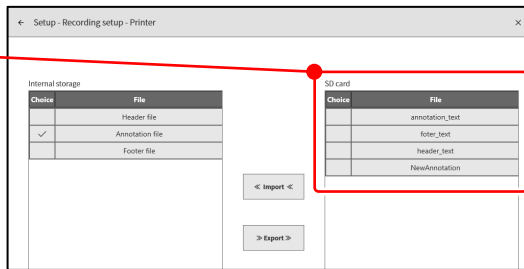 ← Setup - Recording setup - Printer ×
Internal storage
Choice File
Header file
✓ Annotation file
Footer file
≪ Import ≪
≫ Export ≫
SD card
Choice File
annotation_text
foter_text
header_text
NewAnnotation